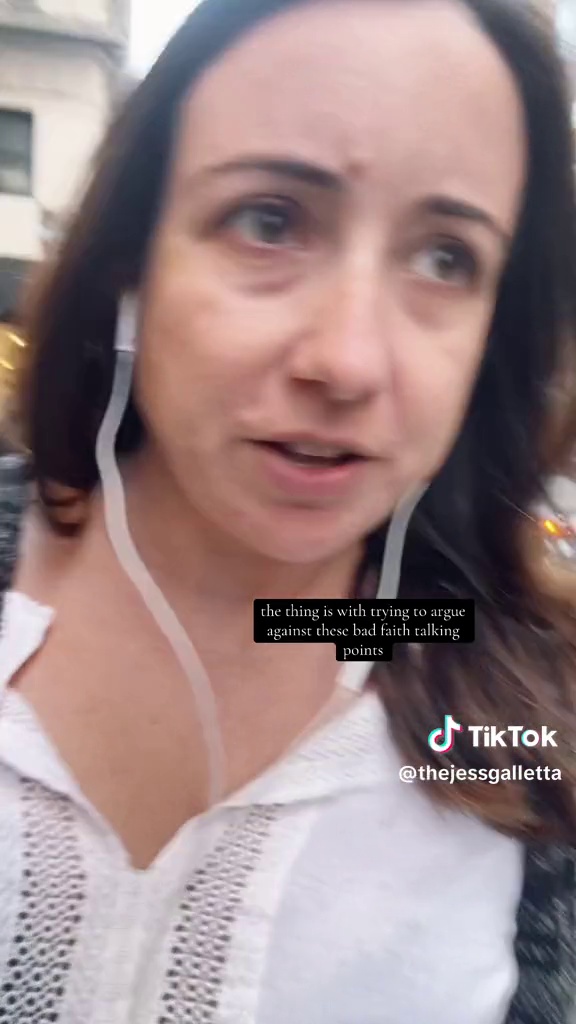 the thing is with trying to argue
against these bad faith talking
points
TikTok
@thejessgalletta